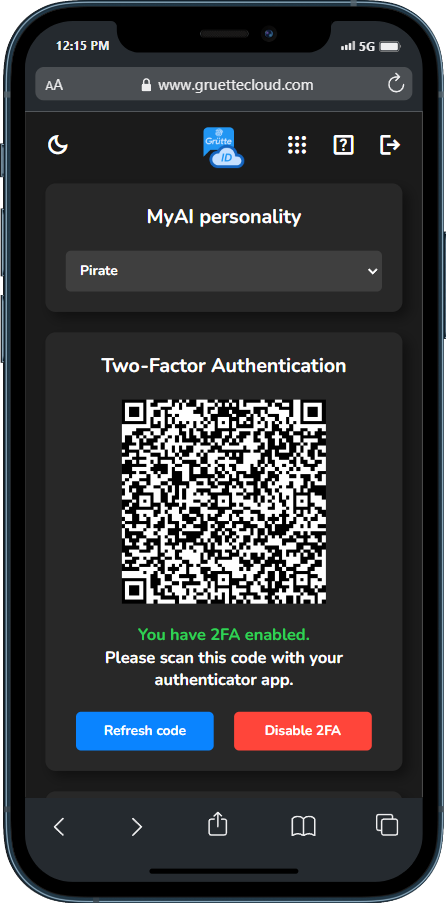 12:15 PM
5G
AA
www.gruettecloud.com
Grütte
ID
MyAI personality
Pirate
Two-Factor Authentication
You have 2FA enabled.
Please scan this code with your
authenticator app.
Refresh code
Disable 2FA